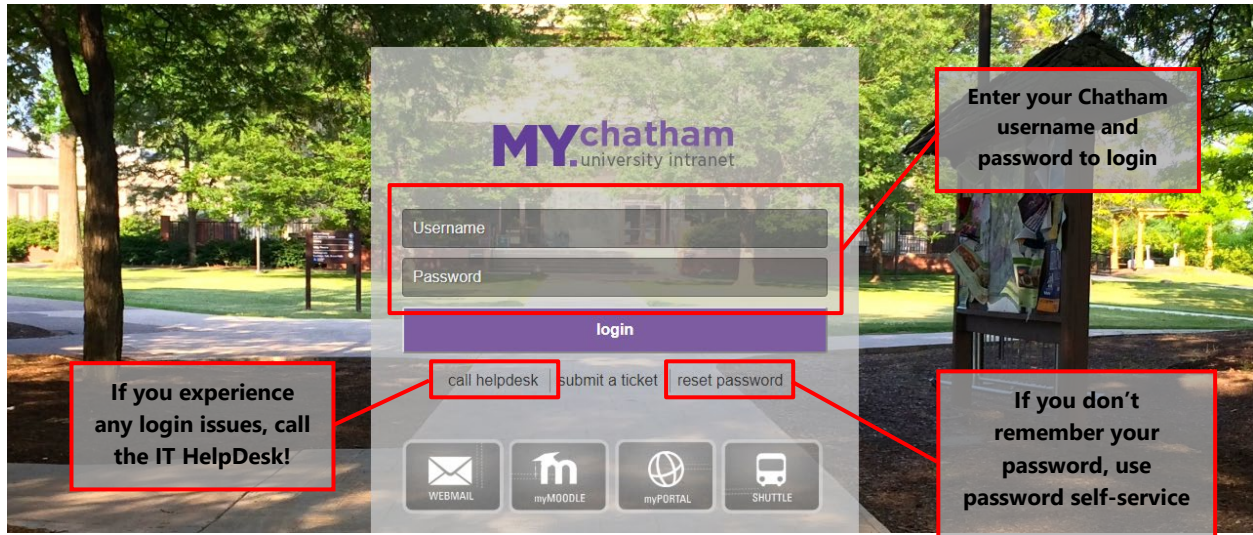 MY.chatham
university intranet
Enter your Chatham
username and
password to login
Username
Password
login
call helpdesk | submit a ticket | reset password
If you experience
any login issues, call
the IT HelpDesk!
If you don’t
remember your
password, use
password self-service
WEBMAIL
myMOODLE
myPORTAL
SHUTTLE